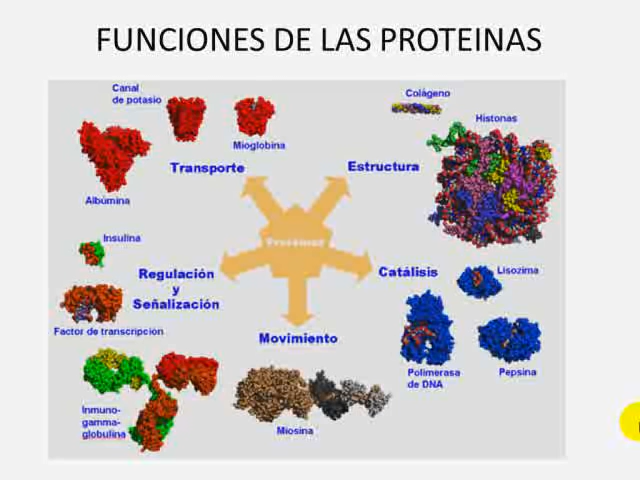 FUNCIONES DE LAS PROTEINAS
Canal
de potasio
Mioglobina
Albúmina
Transporte
Colágeno
Histonas
Estructura
Proteínas
Insulina
Regulación
y
Señalización
Factor de transcripción
Inmuno-
gamma-
globulina
Movimiento
Miosina
Catálisis
Lisozima
Polimerasa
de DNA
Pepsina